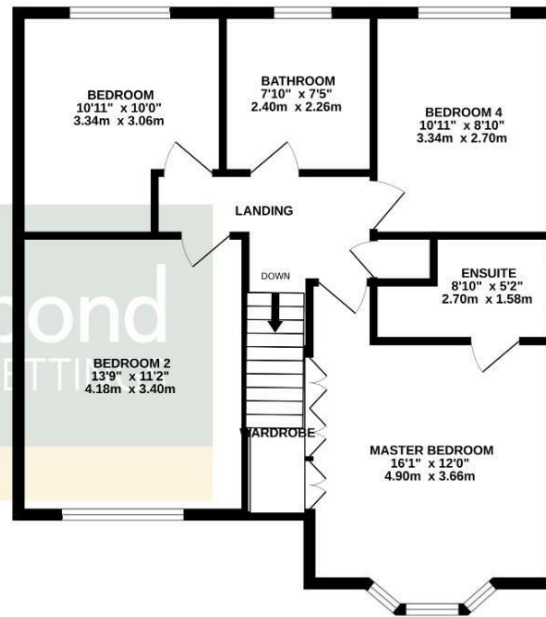 BEDROOM
10'11" x 10'0"
3.34m x 3.06m
BATHROOM
7'10" x 7'5"
2.40m x 2.26m
BEDROOM 4
10'11" x 8'10"
3.34m x 2.70m
LANDING
DOWN
ENSUITE
8'10" x 5'2"
2.70m x 1.58m
ond
BEDROOM 2
13'9" x 11'2"
4.18m x 3.40m
WARDROBE
MASTER BEDROOM
16'1" x 12'0"
4.90m x 3.66m